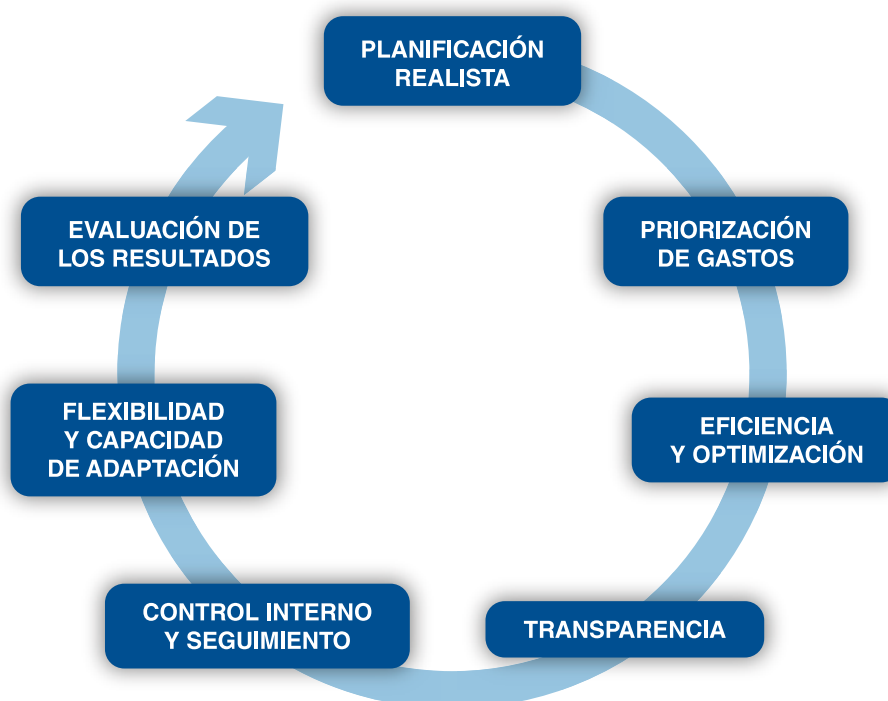 PLANIFICACIÓN
REALISTA
PRIORIZACIÓN
DE GASTOS
EFICIENCIA
Y OPTIMIZACIÓN
TRANSPARENCIA
CONTROL INTERNO
Y SEGUIMIENTO
FLEXIBILIDAD
Y CAPACIDAD
DE ADAPTACIÓN
EVALUACIÓN DE
LOS RESULTADOS